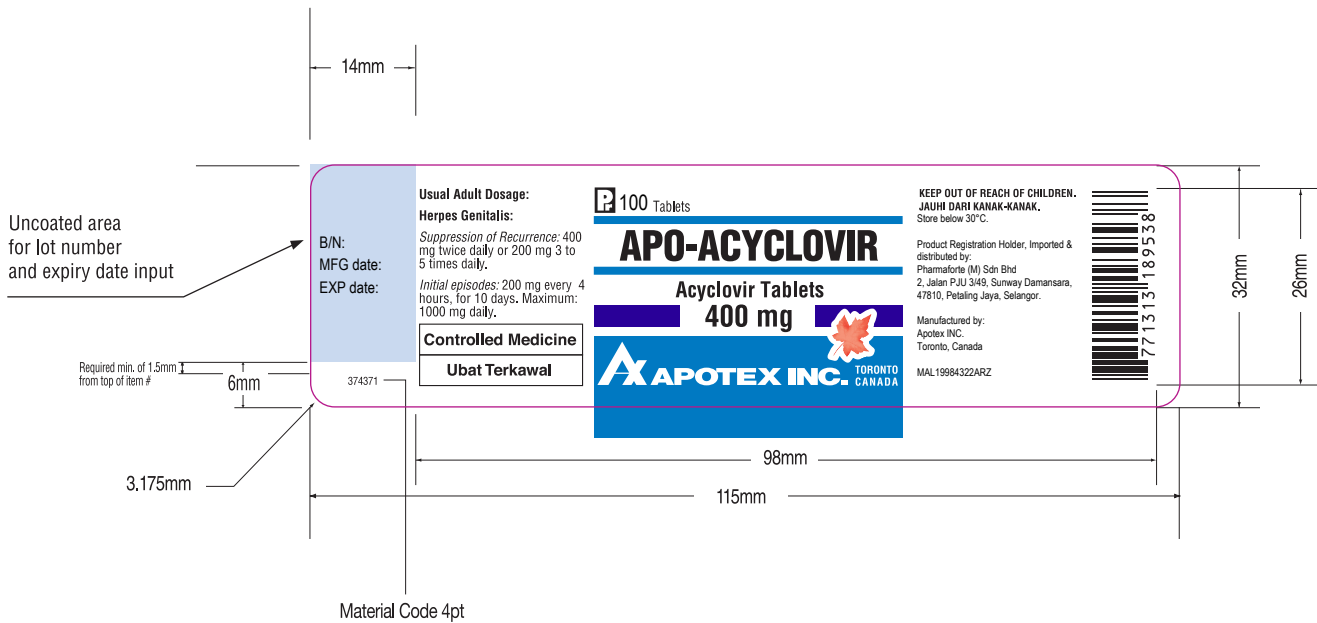 14mm
Uncoated area
for lot number
and expiry date input
B/N:
MFG date:
EXP date:
Required min. of 1.5mm
from top of item #
6mm
374371
3.175mm
Material Code 4pt
Usual Adult Dosage:
Herpes Genitalis:
Suppression of Recurrence: 400
mg twice daily or 200 mg 3 to
5 times daily.
Initial episodes: 200 mg every 4
hours, for 10 days. Maximum:
1000 mg daily.
Controlled Medicine
Ubat Terkawal
Pr 100 Tablets
APO-ACYCLOVIR
Acyclovir Tablets
400 mg
APOTEX INC. TORONTO
CANADA
KEEP OUT OF REACH OF CHILDREN.
JAUHI DARI KANAK-KANAK.
Store below 30°C.
Product Registration Holder, Imported &
distributed by:
Pharmaforte (M) Sdn Bhd
2, Jalan PJU 3/49, Sunway Damansara,
47810, Petaling Jaya, Selangor.
Manufactured by:
Apotex INC.
Toronto, Canada
MAL19984322ARZ
771313189538
32mm
26mm
98mm
115mm